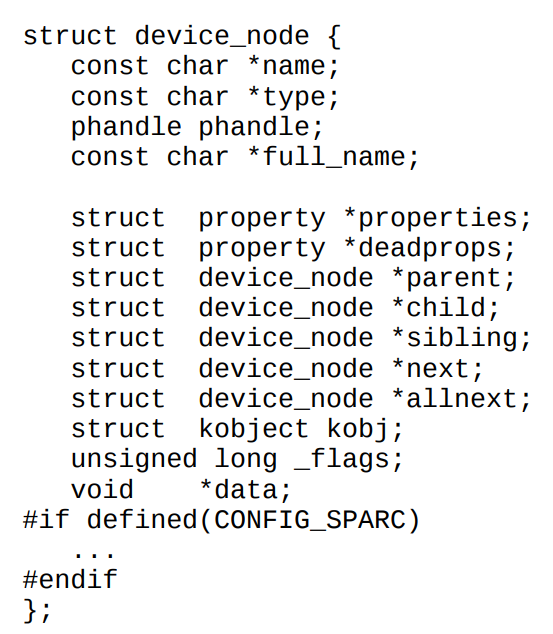 struct device_node {
   const char *name;
   const char *type;
   phandle phandle;
   const char *full_name;

   struct  property *properties;
   struct  property *deadprops;
   struct  device_node *parent;
   struct  device_node *child;
   struct  device_node *sibling;
   struct  device_node *next;
   struct  device_node *allnext;
   struct  kobject kobj;
   unsigned long _flags;
   void    *data;
#if defined(CONFIG_SPARC)
   ...
#endif
};